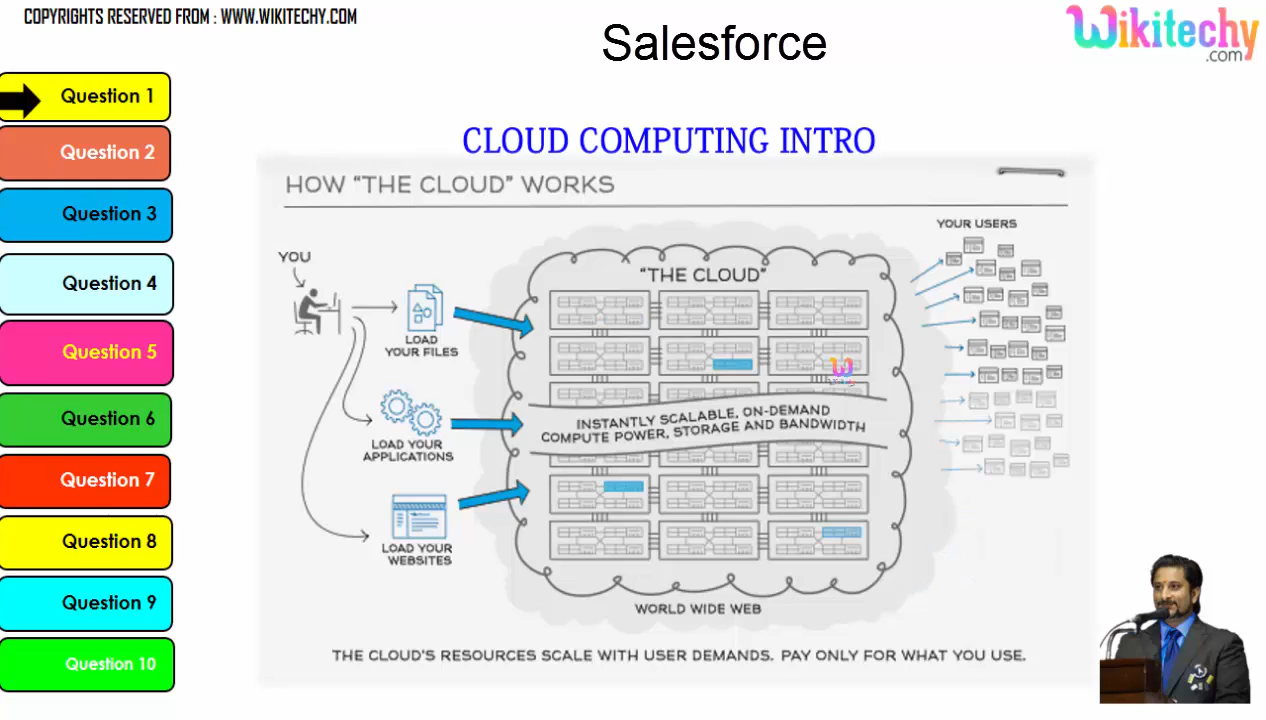 COPYRIGHTS RESERVED FROM : WWW.WIKITECHY.COM
Salesforce
Wikitechy
.com
Question 1
Question 2
Question 3
Question 4
Question 5
Question 6
Question 7
Question 8
Question 9
Question 10
CLOUD COMPUTING INTRO
HOW “THE CLOUD” WORKS
YOU
LOAD
YOUR FILES
LOAD YOUR
APPLICATIONS
LOAD YOUR
WEBSITES
“THE CLOUD”
INSTANTLY SCALABLE, ON-DEMAND
COMPUTE POWER, STORAGE AND BANDWIDTH
WORLD WIDE WEB
YOUR USERS
THE CLOUD'S RESOURCES SCALE WITH USER DEMANDS. PAY ONLY FOR WHAT YOU USE.